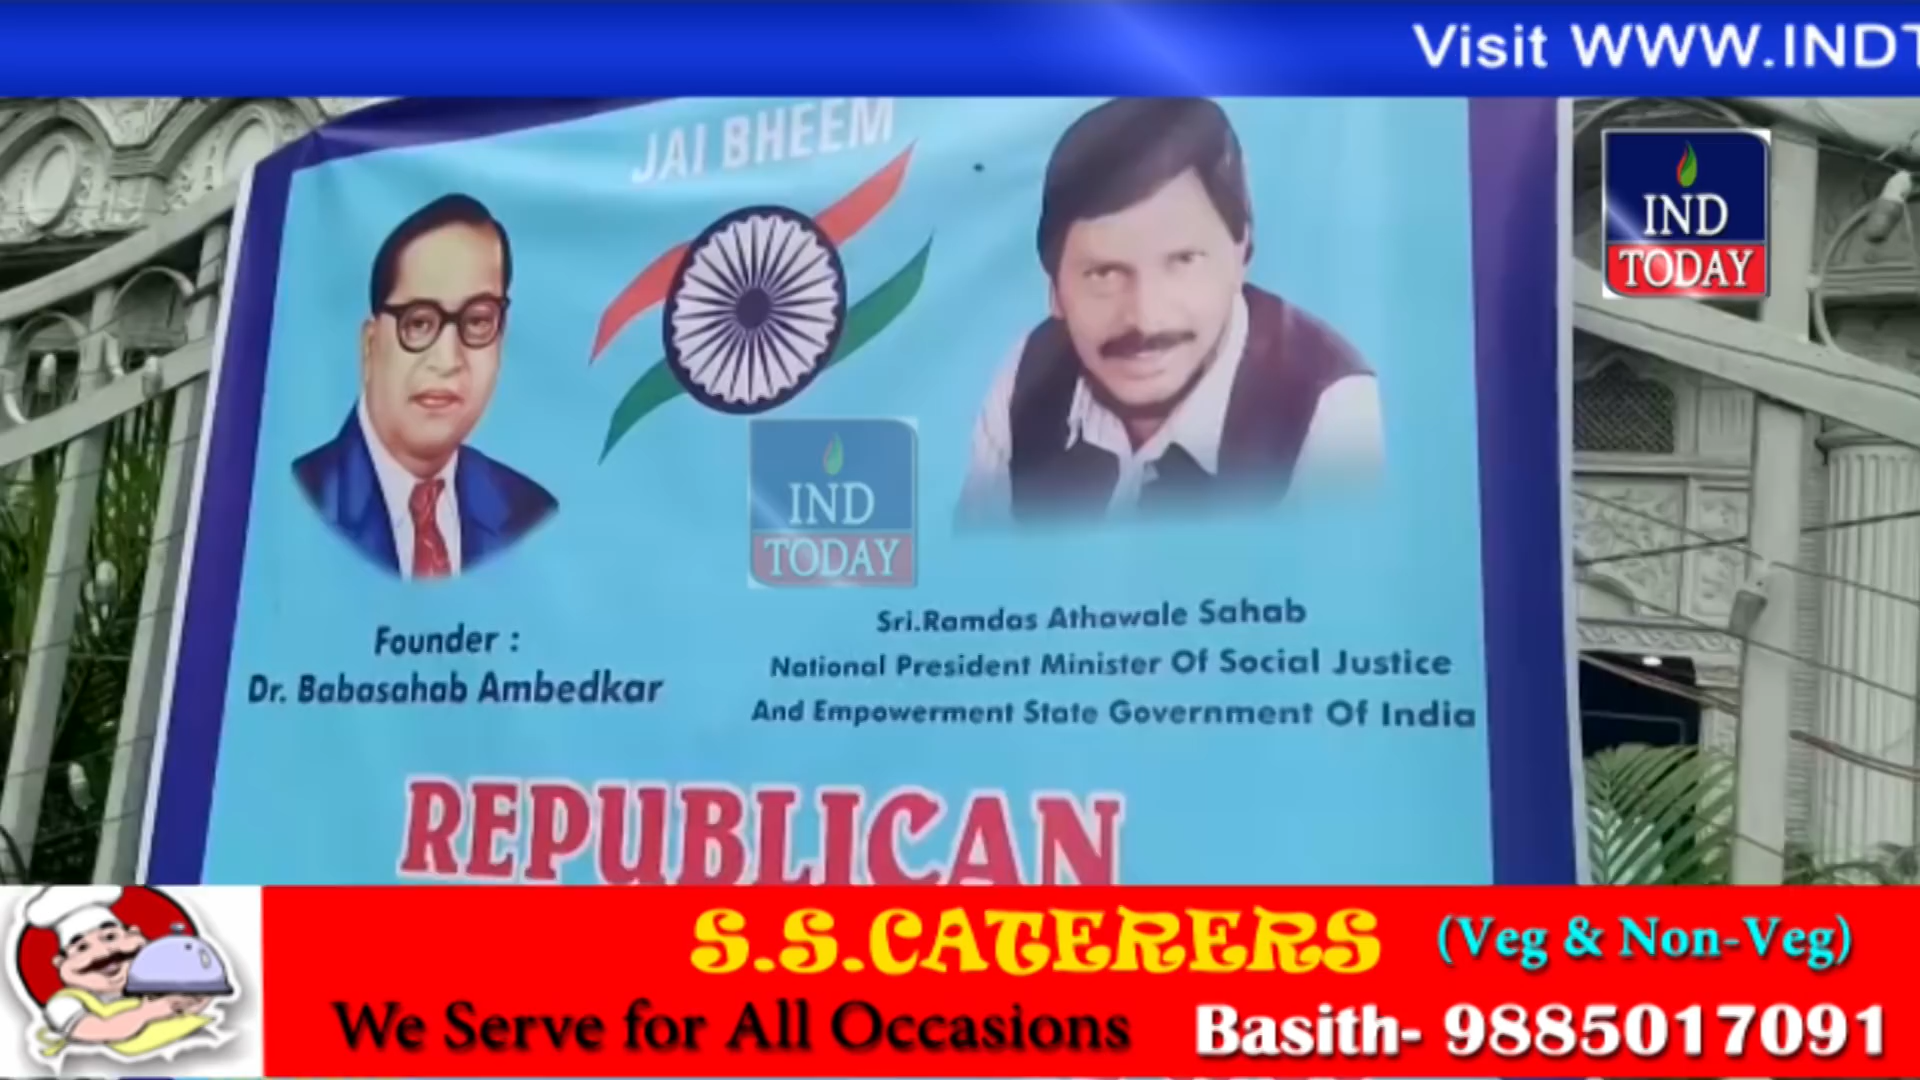 Visit WWW.INDT
JAI BHEEM
IND
TODAY
IND
TODAY
Founder :
Dr. Babasahab Ambedkar
Sri.Ramdas Athawale Sahab
National President Minister Of Social Justice
And Empowerment State Government Of India
REPUBLICAN
S.S.CATERERS (Veg & Non-Veg)
We Serve for All Occasions Basith- 9885017091